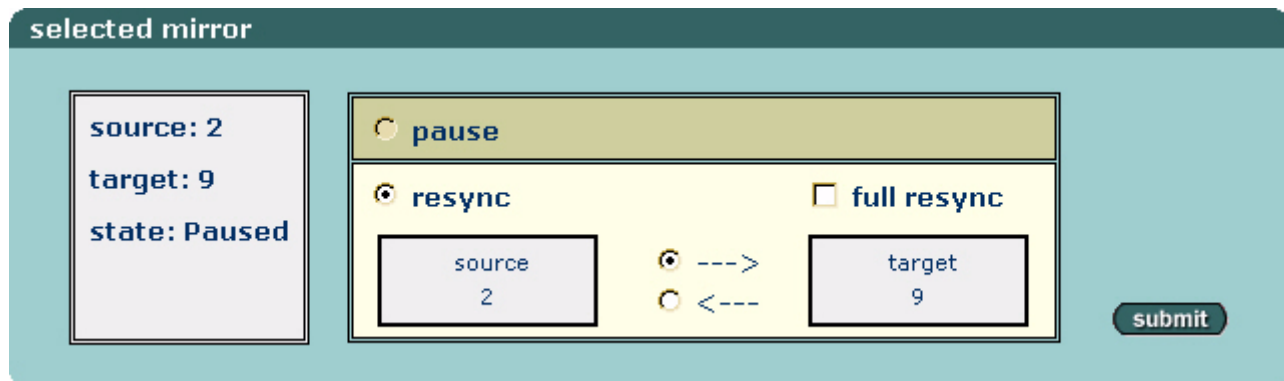 selected mirror
source: 2
target: 9
state: Paused
pause
resync
full resync
source
2
--->
<---
target
9
submit